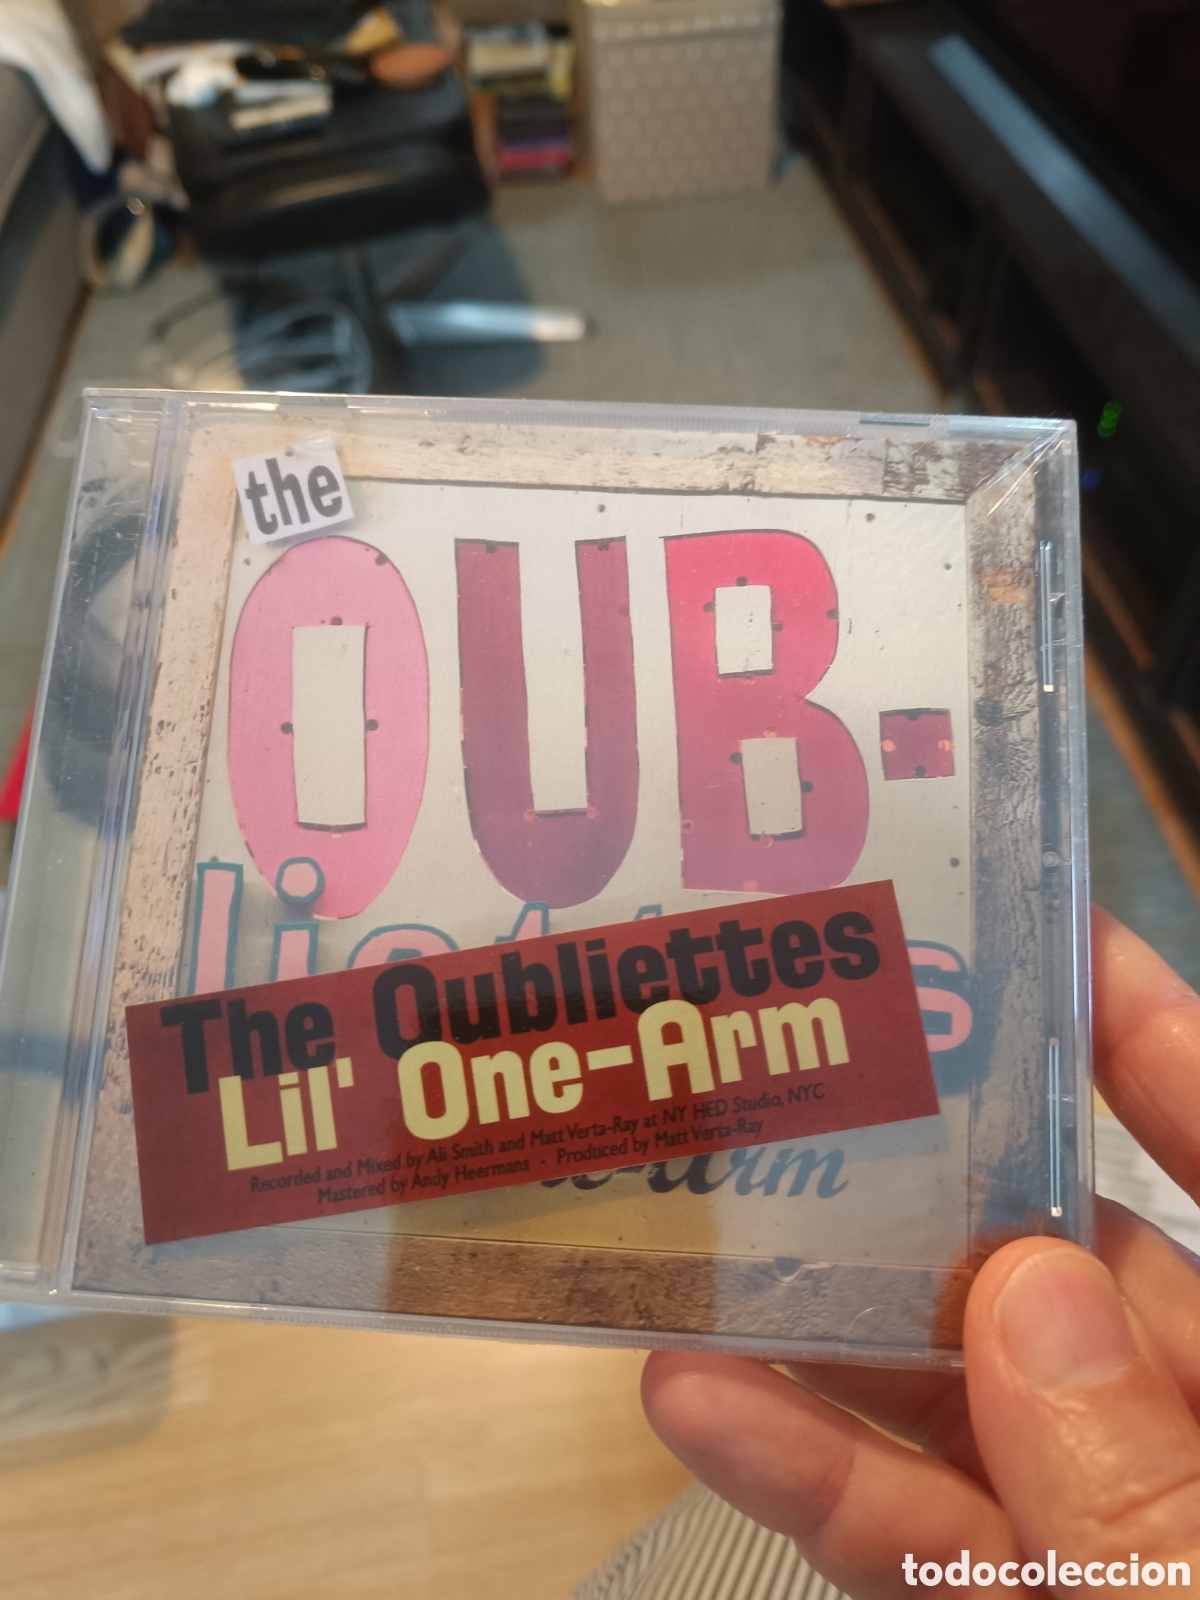 the
OUB-
The Oubliettes
Lil' One-Arm
Recorded and Mixed by Ali Smith and Matt Verta-Ray at NY HED Studio, NYC
Mastered by Andy Heermans - Produced by Matt Verta-Ray
todocoleccion